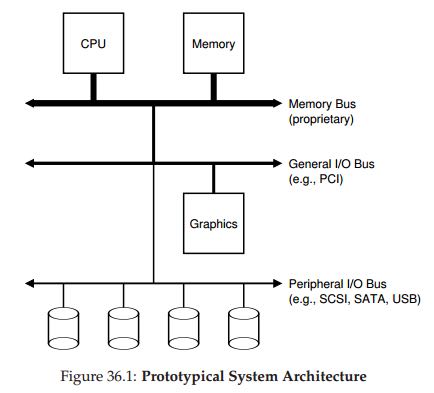 CPU
Memory
Memory Bus
(proprietary)
General I/O Bus
(e.g., PCI)
Graphics
Peripheral I/O Bus
(e.g., SCSI, SATA, USB)
Figure 36.1: Prototypical System Architecture